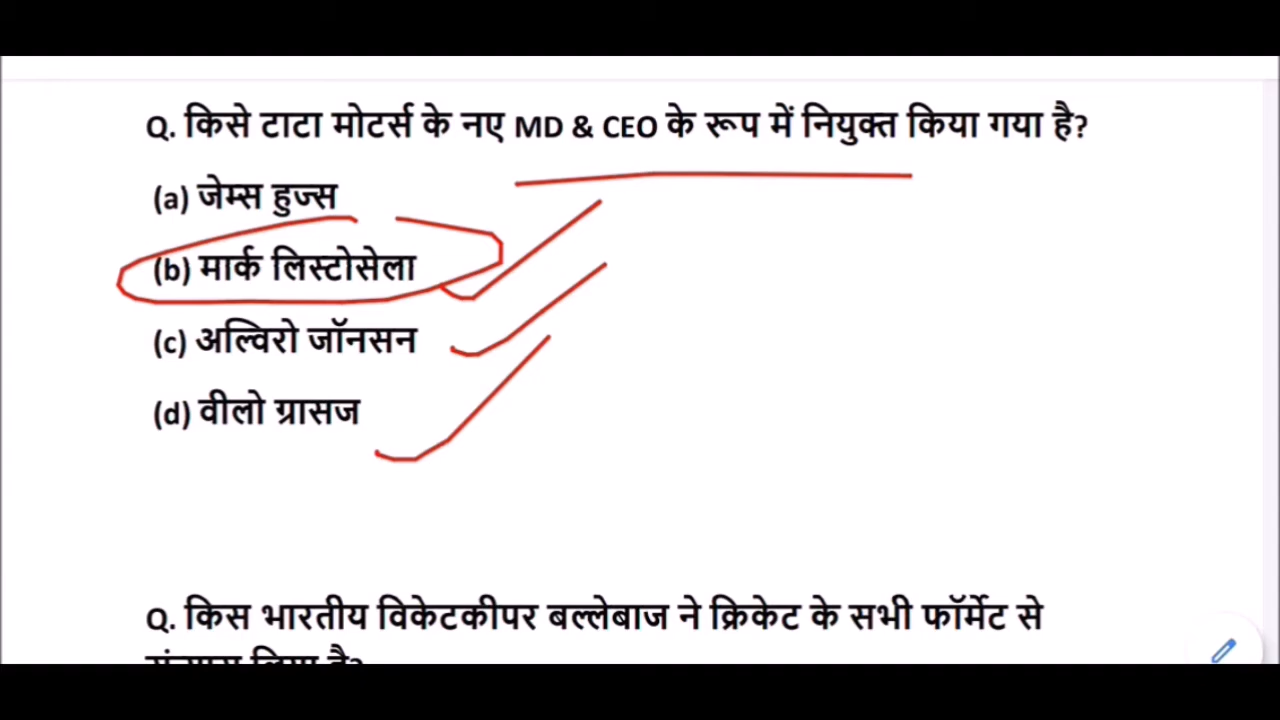 Q. किसे टाटा मोटर्स के नए MD & CEO के रूप में नियुक्त किया गया है?
(a) जेम्स हुज्स
(b) मार्क लिस्टोसेला
(c) अल्विरो जॉनसन
(d) वीलो ग्रासज
Q. किस भारतीय विकेटकीपर बल्लेबाज ने क्रिकेट के सभी फॉर्मेट से
संन्यास लिया है?